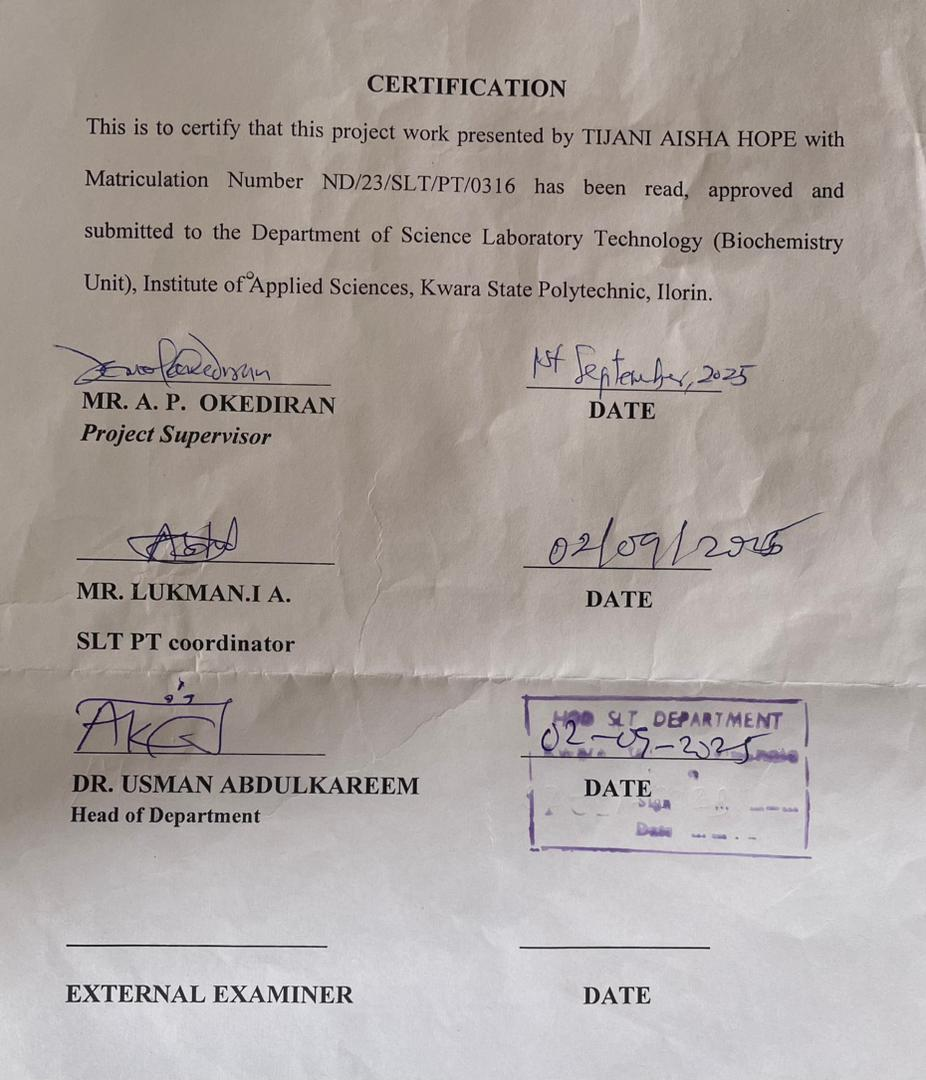 CERTIFICATION
This is to certify that this project work presented by TIJANI AISHA HOPE with
Matriculation Number ND/23/SLT/PT/0316 has been read, approved and
submitted to the Department of Science Laboratory Technology (Biochemistry
Unit), Institute of Applied Sciences, Kwara State Polytechnic, Ilorin.
1st September, 2025
MR. A. P. OKEDIRAN
DATE
Project Supervisor
02/09/2025
MR. LUKMAN.I A.
DATE
SLT PT coordinator
HOD SLT DEPARTMENT
02-09-2025
DR. USMAN ABDULKAREEM
DATE
Head of Department
Sign
Date
EXTERNAL EXAMINER
DATE